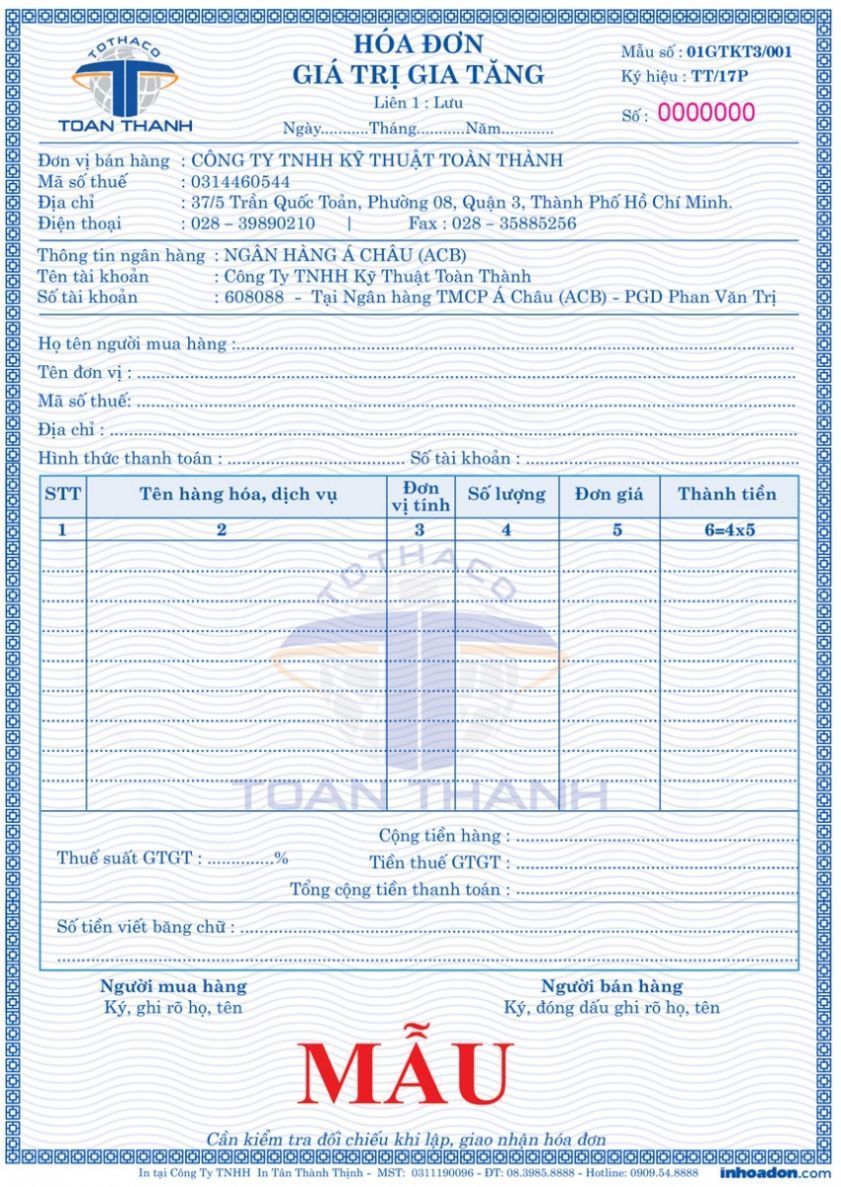 TOTHACO
TOAN THANH
HÓA ĐƠN
GIÁ TRỊ GIA TĂNG
Liên 1 : Lưu
Ngày...........Tháng...........Năm............
Mẫu số : 01GTKT3/001
Ký hiệu : TT/17P
Số : 0000000
Đơn vị bán hàng : CÔNG TY TNHH KỸ THUẬT TOÀN THÀNH
Mã số thuế : 0314460544
Địa chỉ : 37/5 Trần Quốc Toản, Phường 08, Quận 3, Thành Phố Hồ Chí Minh.
Điện thoại : 028 – 39890210 | Fax : 028 – 35885256
Thông tin ngân hàng : NGÂN HÀNG Á CHÂU (ACB)
Tên tài khoản : Công Ty TNHH Kỹ Thuật Toàn Thành
Số tài khoản : 608088 - Tại Ngân hàng TMCP Á Châu (ACB) - PGD Phan Văn Trị
Họ tên người mua hàng :
Tên đơn vị :
Mã số thuế:
Địa chỉ :
Hình thức thanh toán : Số tài khoản :
STT Tên hàng hóa, dịch vụ Đơn vị tính Số lượng Đơn giá Thành tiền
1 2 3 4 5 6=4x5
TOTHACO
TOAN THANH
Cộng tiền hàng :
Thuế suất GTGT : ..............% Tiền thuế GTGT :
Tổng cộng tiền thanh toán :
Số tiền viết băng chữ :
Người mua hàng Người bán hàng
Ký, ghi rõ họ, tên Ký, đóng dấu ghi rõ họ, tên
MẪU
Cần kiểm tra đối chiếu khi lập, giao nhận hóa đơn
In tại Công Ty TNHH In Tân Thành Thịnh - MST: 0311190096 - ĐT: 08.3985.8888 - Hotline: 0909.54.8888 inhoadon.com